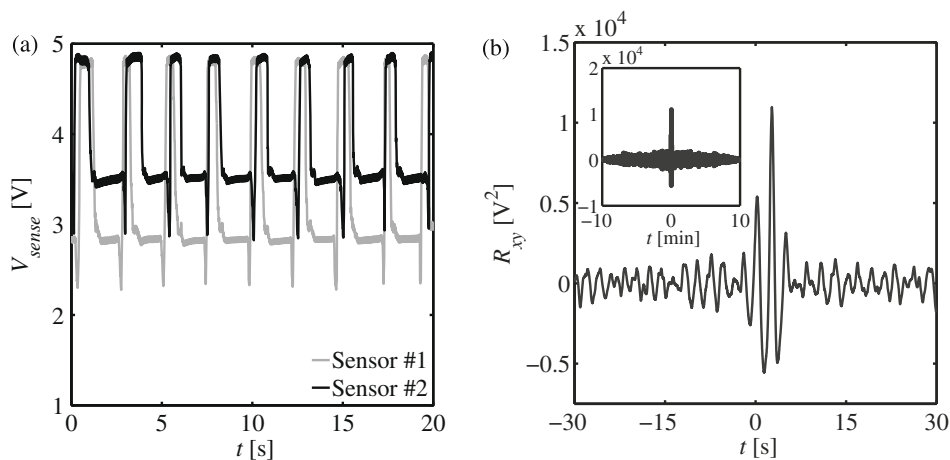 (a)
5
4
3
2
1
V_sense [V]
0
5
10
15
20
t [s]
Sensor #1
Sensor #2
(b)
x 10^4
1.5
1
0.5
0
−0.5
R_xy [V^2]
−30
−15
0
15
30
t [s]
x 10^4
2
1
0
−1
−10
0
10
t [min]